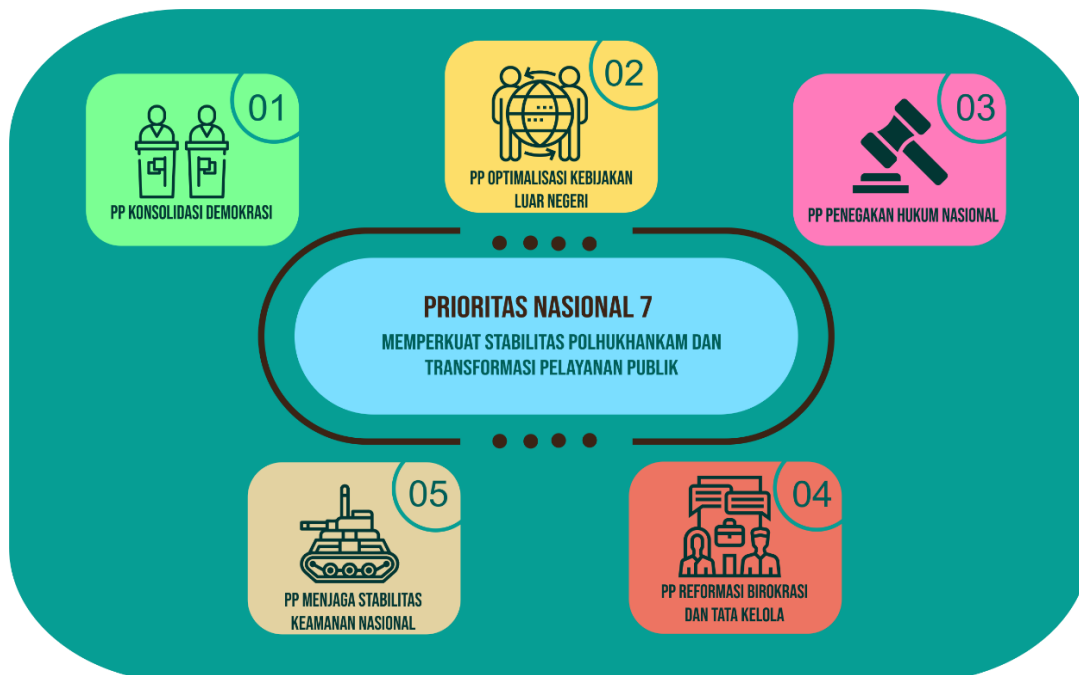 01
PP KONSOLIDASI DEMOKRASI
02
PP OPTIMALISASI KEBIJAKAN
LUAR NEGERI
03
PP PENEGAKAN HUKUM NASIONAL
PRIORITAS NASIONAL 7
MEMPERKUAT STABILITAS POLHUKHANKAM DAN
TRANSFORMASI PELAYANAN PUBLIK
05
PP MENJAGA STABILITAS
KEAMANAN NASIONAL
04
PP REFORMASI BIROKRASI
DAN TATA KELOLA